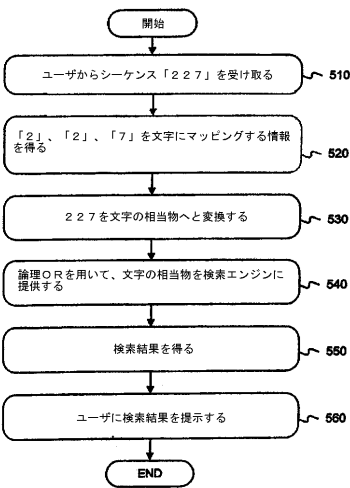 開始
ユーザからシーケンス「２２７」を受け取る
510
「２」、「２」、「７」を文字にマッピングする情報
を得る
520
２２７を文字の相当物へと変換する
530
論理ＯＲを用いて、文字の相当物を検索エンジンに
提供する
540
検索結果を得る
550
ユーザに検索結果を提示する
560
END